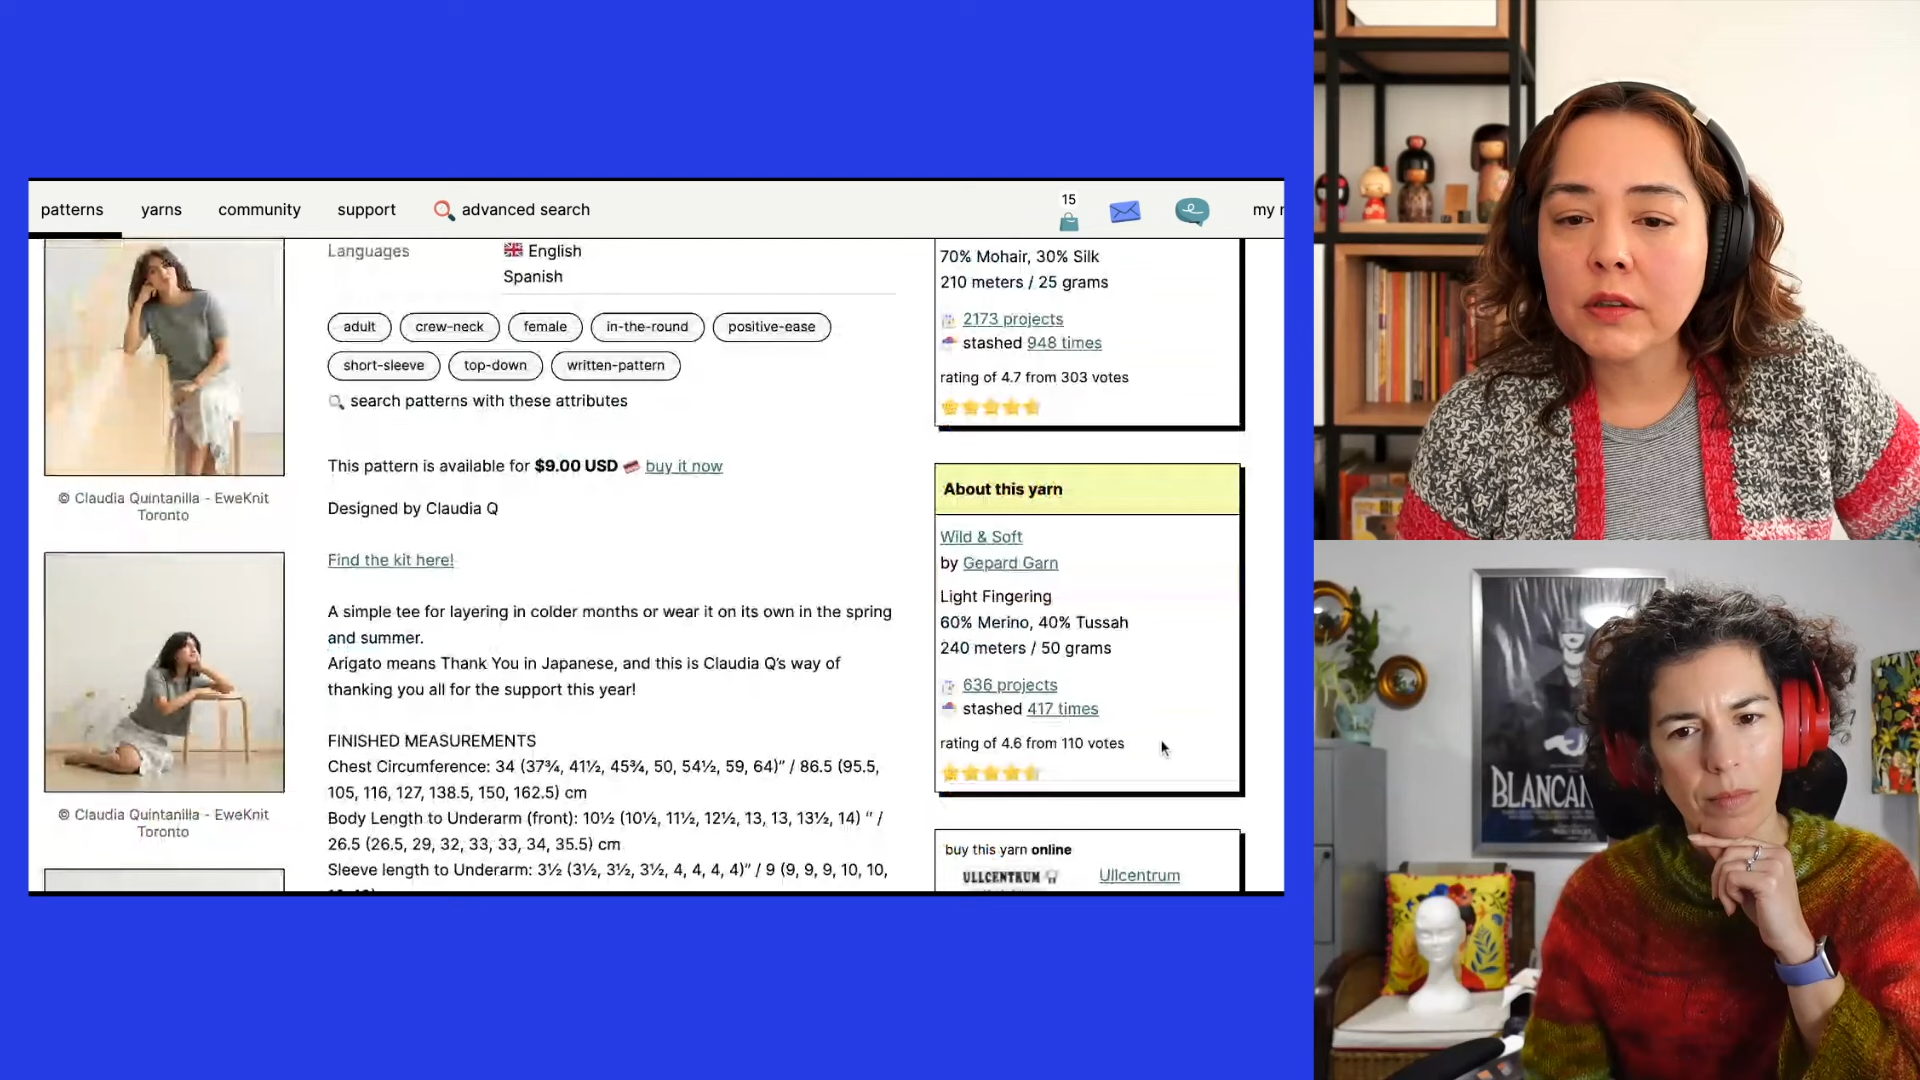 patterns
yarns
community
support
advanced search
15
my
Languages
English
Spanish
adult
crew-neck
female
in-the-round
positive-ease
short-sleeve
top-down
written-pattern
search patterns with these attributes
This pattern is available for $9.00 USD buy it now
Designed by Claudia Q
Find the kit here!
A simple tee for layering in colder months or wear it on its own in the spring
and summer.
Arigato means Thank You in Japanese, and this is Claudia Q's way of
thanking you all for the support this year!
FINISHED MEASUREMENTS
Chest Circumference: 34 (37¾, 41½, 45¾, 50, 54½, 59, 64)” / 86.5 (95.5,
105, 116, 127, 138.5, 150, 162.5) cm
Body Length to Underarm (front): 10½ (10½, 11½, 12½, 13, 13, 13½, 14) “ /
26.5 (26.5, 29, 32, 33, 33, 34, 35.5) cm
Sleeve length to Underarm: 3½ (3½, 3½, 3½, 4, 4, 4, 4)” / 9 (9, 9, 9, 10, 10,
© Claudia Quintanilla - EweKnit
Toronto
© Claudia Quintanilla - EweKnit
Toronto
70% Mohair, 30% Silk
210 meters / 25 grams
2173 projects
stashed 948 times
rating of 4.7 from 303 votes
About this yarn
Wild & Soft
by Gepard Garn
Light Fingering
60% Merino, 40% Tussah
240 meters / 50 grams
636 projects
stashed 417 times
rating of 4.6 from 110 votes
buy this yarn online
ULLCENTRUM
Ullcentrum
BLANCAN